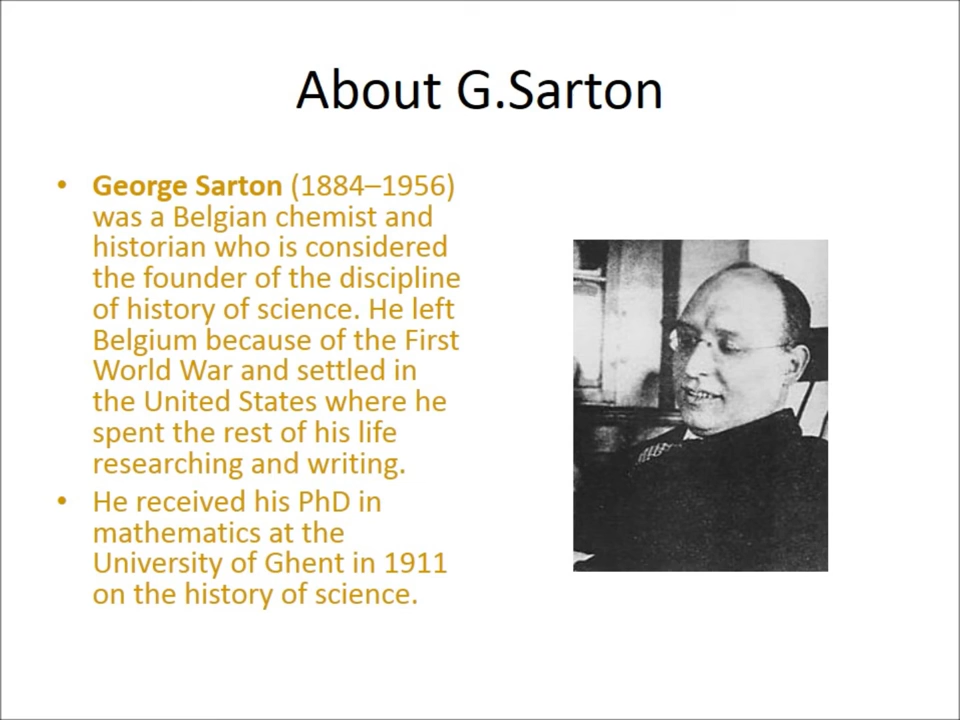 About G.Sarton
• George Sarton (1884–1956)
was a Belgian chemist and
historian who is considered
the founder of the discipline
of history of science. He left
Belgium because of the First
World War and settled in
the United States where he
spent the rest of his life
researching and writing.
• He received his PhD in
mathematics at the
University of Ghent in 1911
on the history of science.